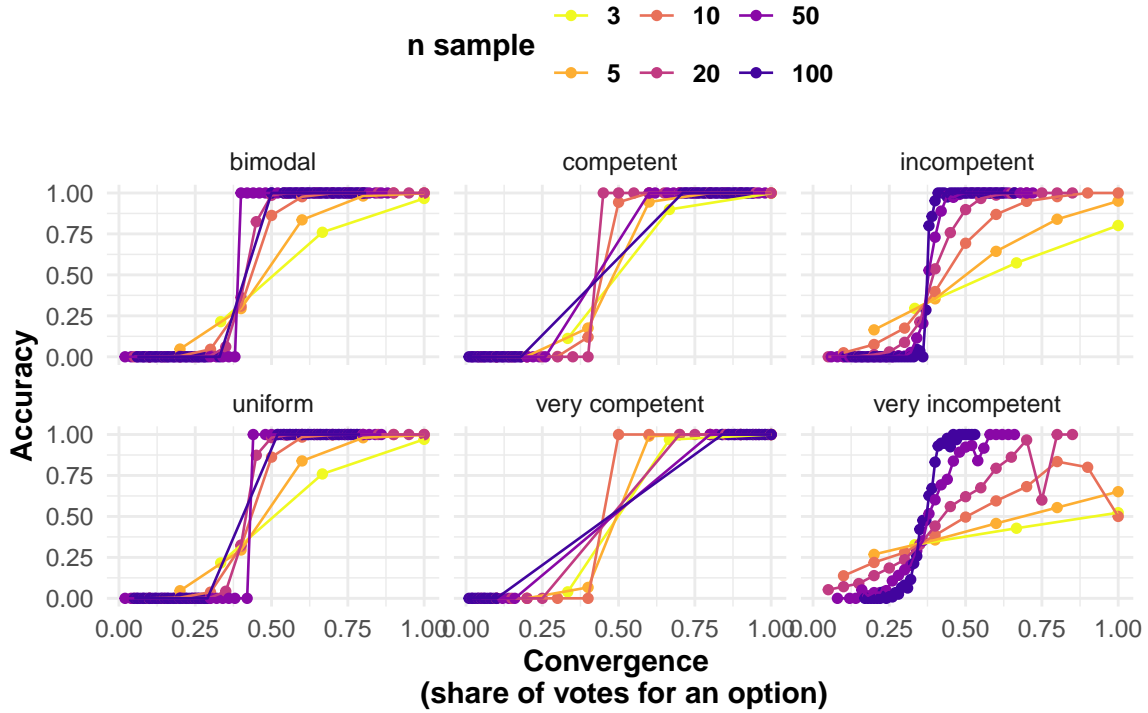 n sample
3 10 50
5 20 100
bimodal competent incompetent
1.00
0.75
0.50
0.25
0.00
uniform very competent very incompetent
1.00
0.75
0.50
0.25
0.00
0.00 0.25 0.50 0.75 1.00 0.00 0.25 0.50 0.75 1.00 0.00 0.25 0.50 0.75 1.00
Accuracy
Convergence
(share of votes for an option)